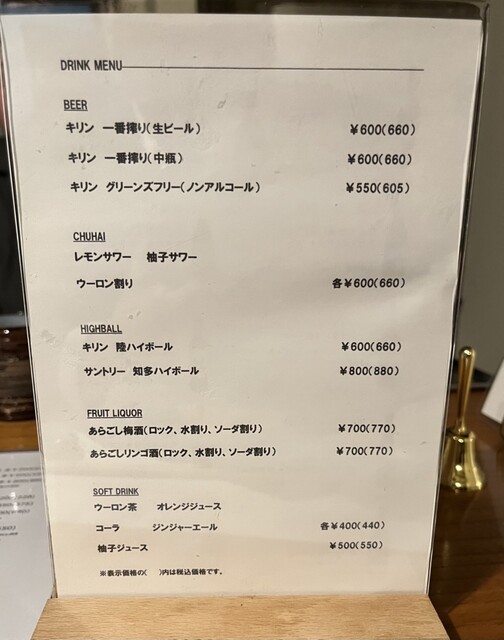 DRINK MENU
BEER
キリン 一番搾り(生ビール) ¥600(660)
キリン 一番搾り(中瓶) ¥600(660)
キリン グリーンズフリー(ノンアルコール) ¥550(605)
CHUHAI
レモンサワー 柚子サワー
ウーロン割り 各¥600(660)
HIGHBALL
キリン 陸ハイボール ¥600(660)
サントリー 知多ハイボール ¥800(880)
FRUIT LIQUOR
あらごし梅酒(ロック、水割り、ソーダ割り) ¥700(770)
あらごしリンゴ酒(ロック、水割り、ソーダ割り) ¥700(770)
SOFT DRINK
ウーロン茶 オレンジジュース
コーラ ジンジャーエール 各¥400(440)
柚子ジュース ¥500(550)
※表示価格の( )内は税込価格です。